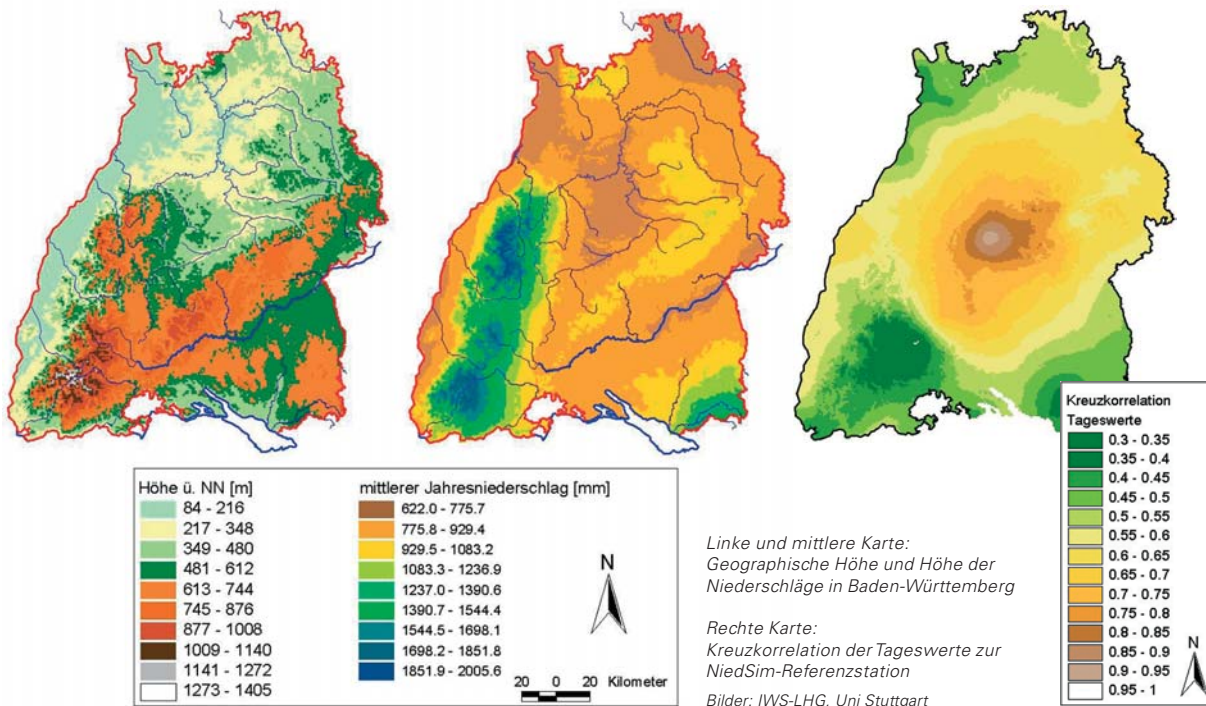 Höhe ü. NN [m]
84 - 216
217 - 348
349 - 480
481 - 612
613 - 744
745 - 876
877 - 1008
1009 - 1140
1141 - 1272
1273 - 1405
mittlerer Jahresniederschlag [mm]
622.0 - 775.7
775.8 - 929.4
929.5 - 1083.2
1083.3 - 1236.9
1237.0 - 1390.6
1390.7 - 1544.4
1544.5 - 1698.1
1698.2 - 1851.8
1851.9 - 2005.6
N
20 0 20 Kilometer
Linke und mittlere Karte:
Geographische Höhe und Höhe der
Niederschläge in Baden-Württemberg
Rechte Karte:
Kreuzkorrelation der Tageswerte zur
NiedSim-Referenzstation
Bilder: IWS-LHG, Uni Stuttgart
Kreuzkorrelation
Tageswerte
0.3 - 0.35
0.35 - 0.4
0.4 - 0.45
0.45 - 0.5
0.5 - 0.55
0.55 - 0.6
0.6 - 0.65
0.65 - 0.7
0.7 - 0.75
0.75 - 0.8
0.8 - 0.85
0.85 - 0.9
0.9 - 0.95
0.95 - 1
N